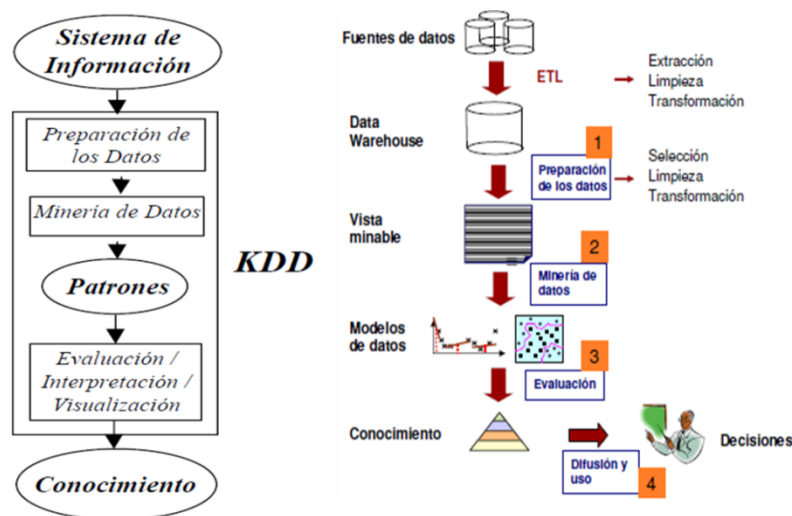 Sistema de
Información
Preparación de
los Datos
Minería de Datos
Patrones
Evaluación /
Interpretación /
Visualización
Conocimiento
KDD
Fuentes de datos
ETL
Extracción
Limpieza
Transformación
Data
Warehouse
1
Preparación
de los datos
Selección
Limpieza
Transformación
Vista
minable
2
Minería de
datos
Modelos
de datos
3
Evaluación
Conocimiento
Difusión y
uso
4
Decisiones